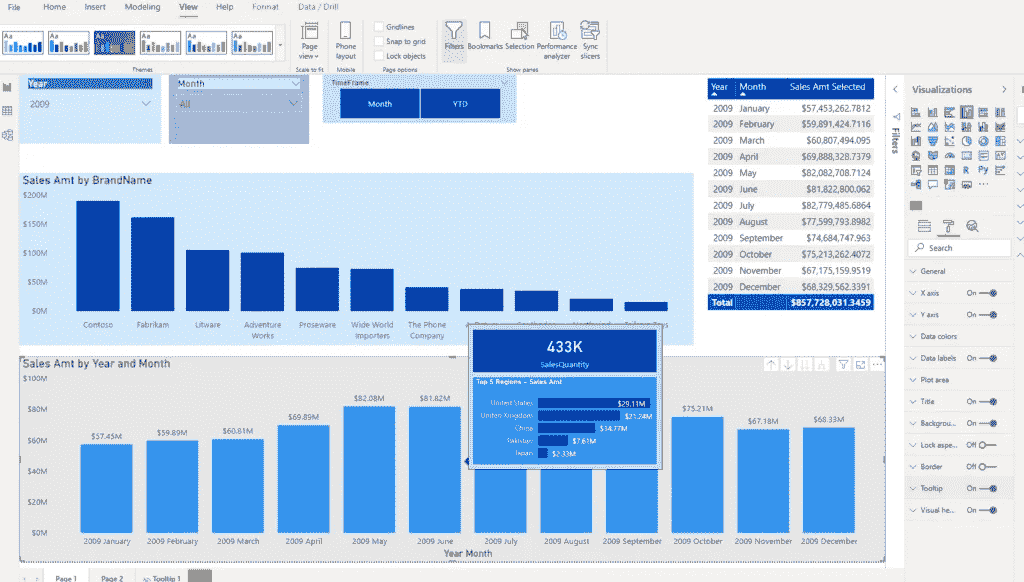 File Home Insert Modeling View Help Format Data / Drill
Aa Aa Aa Aa Aa Aa
Page view
Phone layout
Gridlines
Snap to grid
Lock objects
Filters Bookmarks Selection Performance analyzer Sync slicers
Themes Scale to fit Mobile Page options Show panes
Year
2009
Month
All
TimeFrame
Month YTD
Year Month Sales Amt Selected
2009 January $57,453,262.7812
2009 February $59,891,424.7116
2009 March $60,807,494.095
2009 April $69,888,328.7379
2009 May $82,082,708.7124
2009 June $81,822,800.062
2009 July $82,779,485.6864
2009 August $77,599,793.8982
2009 September $74,684,747.963
2009 October $75,213,262.4072
2009 November $67,175,159.9519
2009 December $68,329,562.3391
Total $857,728,031.3459
Sales Amt by BrandName
$200M
$150M
$100M
$50M
$0M
Contoso Fabrikam Litware Adventure Works Proseware Wide World Importers The Phone Company
433K
SalesQuantity
Top 5 Regions - Sales Amt
United States $29.11M
United Kingdom $21.24M
China $14.77M
Pakistan $7.61M
Japan $2.33M
Sales Amt by Year and Month
$100M
$80M
$60M
$40M
$20M
$0M
$57.45M $59.89M $60.81M $69.89M $82.08M $81.82M $75.21M $67.18M $68.33M
2009 January 2009 February 2009 March 2009 April 2009 May 2009 June 2009 July 2009 August 2009 September 2009 October 2009 November 2009 December
Year Month
Page 1 Page 2 Tooltip 1
Filters
Visualizations
R Py
Search
General
X axis On
Y axis On
Data colors
Data labels On
Plot area
Title On
Backgrou... On
Lock aspe... Off
Border Off
Tooltip On
Visual he... On